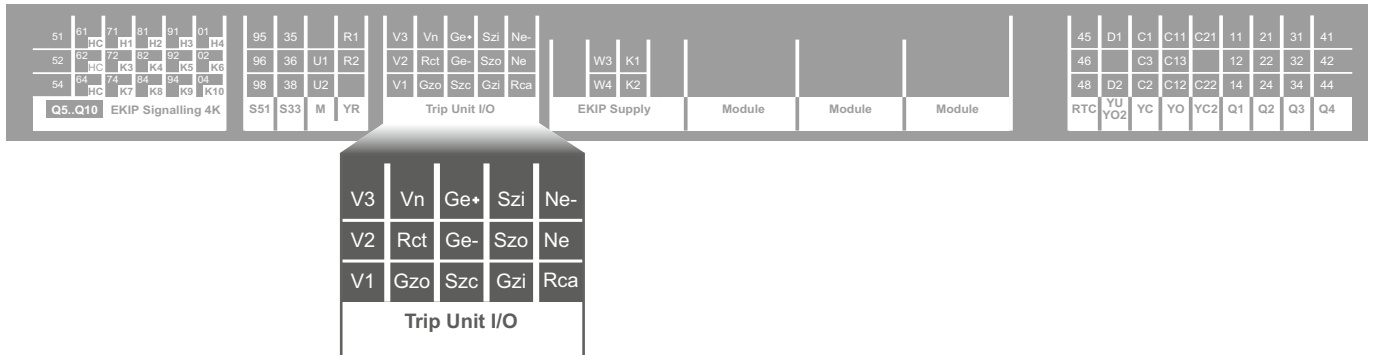 51 61 HC 71 H1 81 H2 91 H3 01 H4 95 35 R1 V3 Vn Ge+ Szi Ne- 45 D1 C1 C11 C21 11 21 31 41
52 62 HC 72 K3 82 K4 92 K5 02 K6 96 36 U1 R2 V2 Rct Ge- Szo Ne W3 K1 46 C3 C13 12 22 32 42
54 64 HC 74 K7 84 K8 94 K9 04 K10 98 38 U2 V1 Gzo Szc Gzi Rca W4 K2 48 D2 C2 C12 C22 14 24 34 44
Q5..Q10 EKIP Signalling 4K S51 S33 M YR Trip Unit I/O EKIP Supply Module Module Module RTC YU YO2 YC YO YC2 Q1 Q2 Q3 Q4
V3 Vn Ge+ Szi Ne-
V2 Rct Ge- Szo Ne
V1 Gzo Szc Gzi Rca
Trip Unit I/O